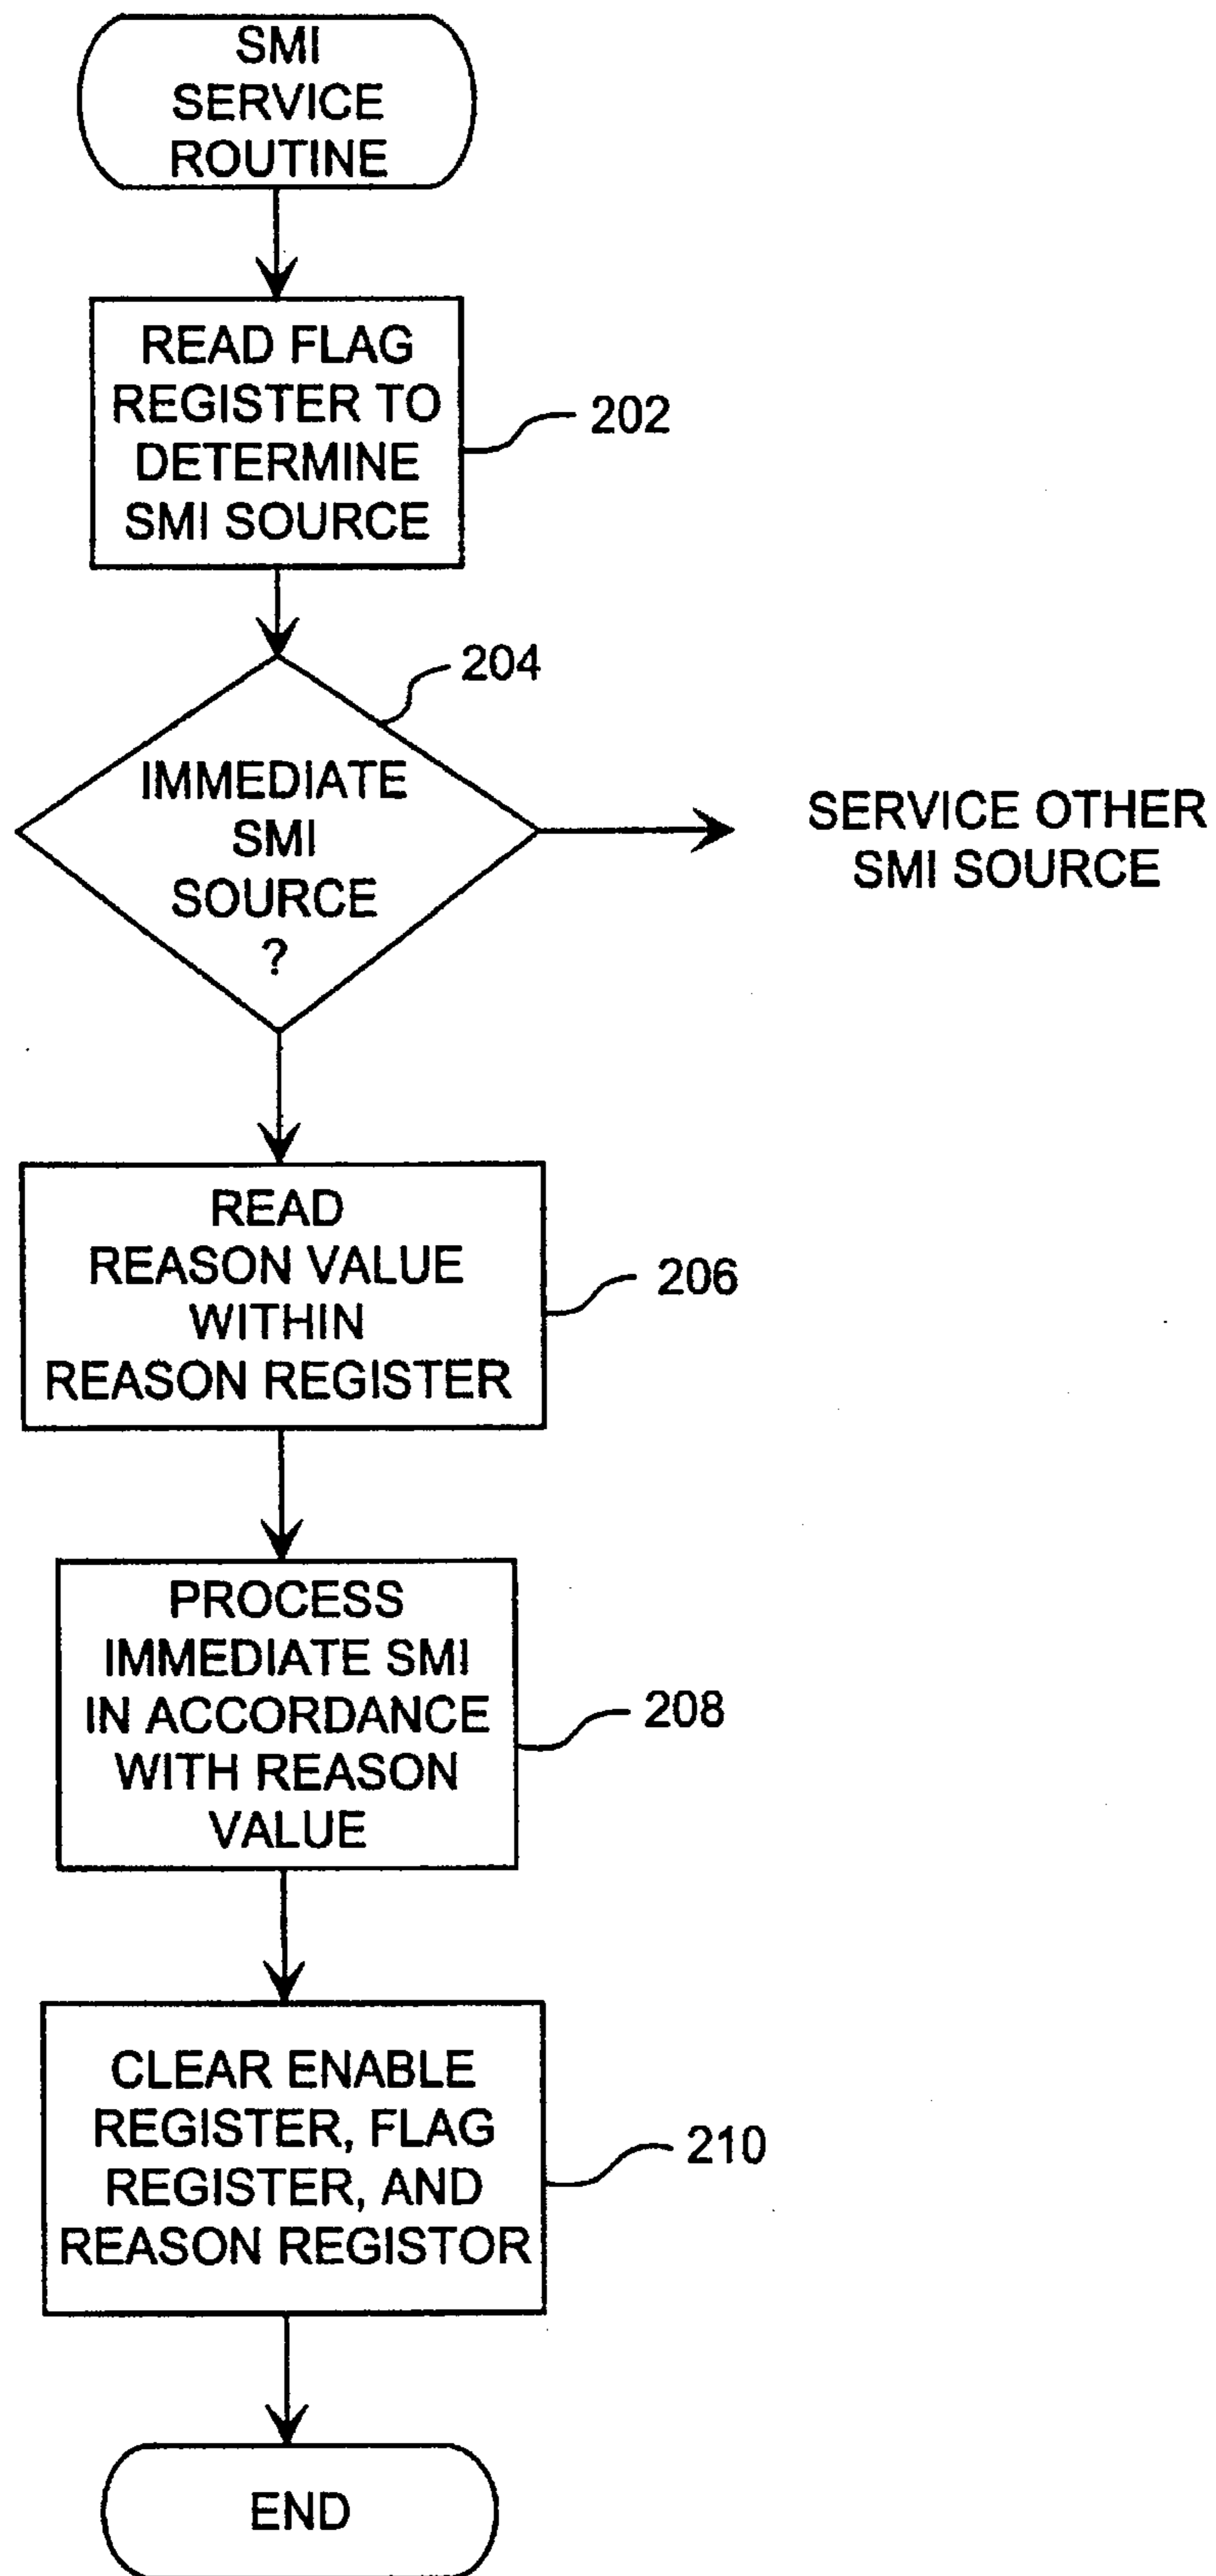 SMI
SERVICE
ROUTINE
READ FLAG
REGISTER TO
DETERMINE
SMI SOURCE
202
204
IMMEDIATE
SMI
SOURCE
?
SERVICE OTHER
SMI SOURCE
READ
REASON VALUE
WITHIN
REASON REGISTER
206
PROCESS
IMMEDIATE SMI
IN ACCORDANCE
WITH REASON
VALUE
208
CLEAR ENABLE
REGISTER, FLAG
REGISTER, AND
REASON REGISTOR
210
END